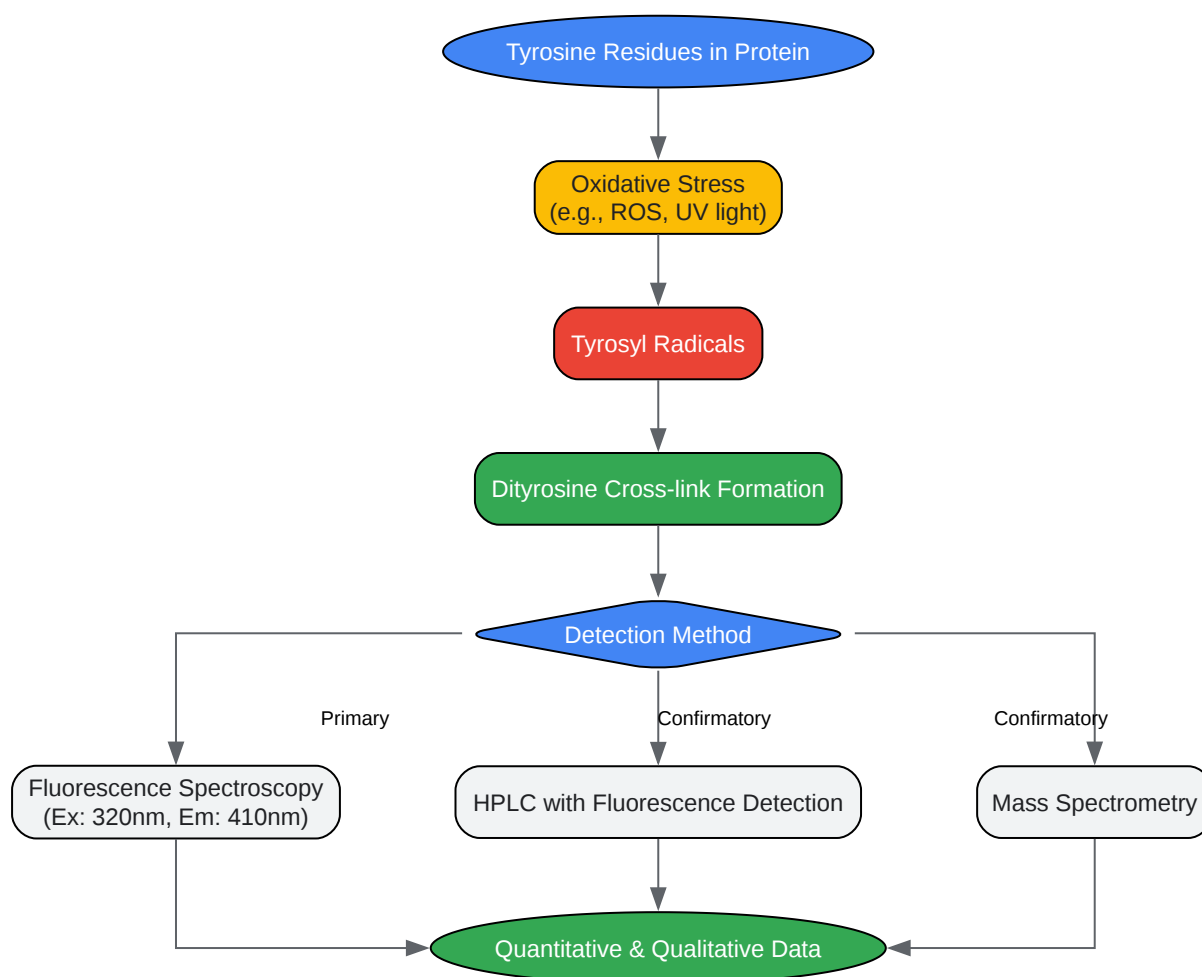 Tyrosine Residues in Protein
Oxidative Stress
(e.g., ROS, UV light)
Tyrosyl Radicals
Dityrosine Cross-link Formation
Detection Method
Primary
Confirmatory
Confirmatory
Fluorescence Spectroscopy
(Ex: 320nm, Em: 410nm)
HPLC with Fluorescence Detection
Mass Spectrometry
Quantitative & Qualitative Data